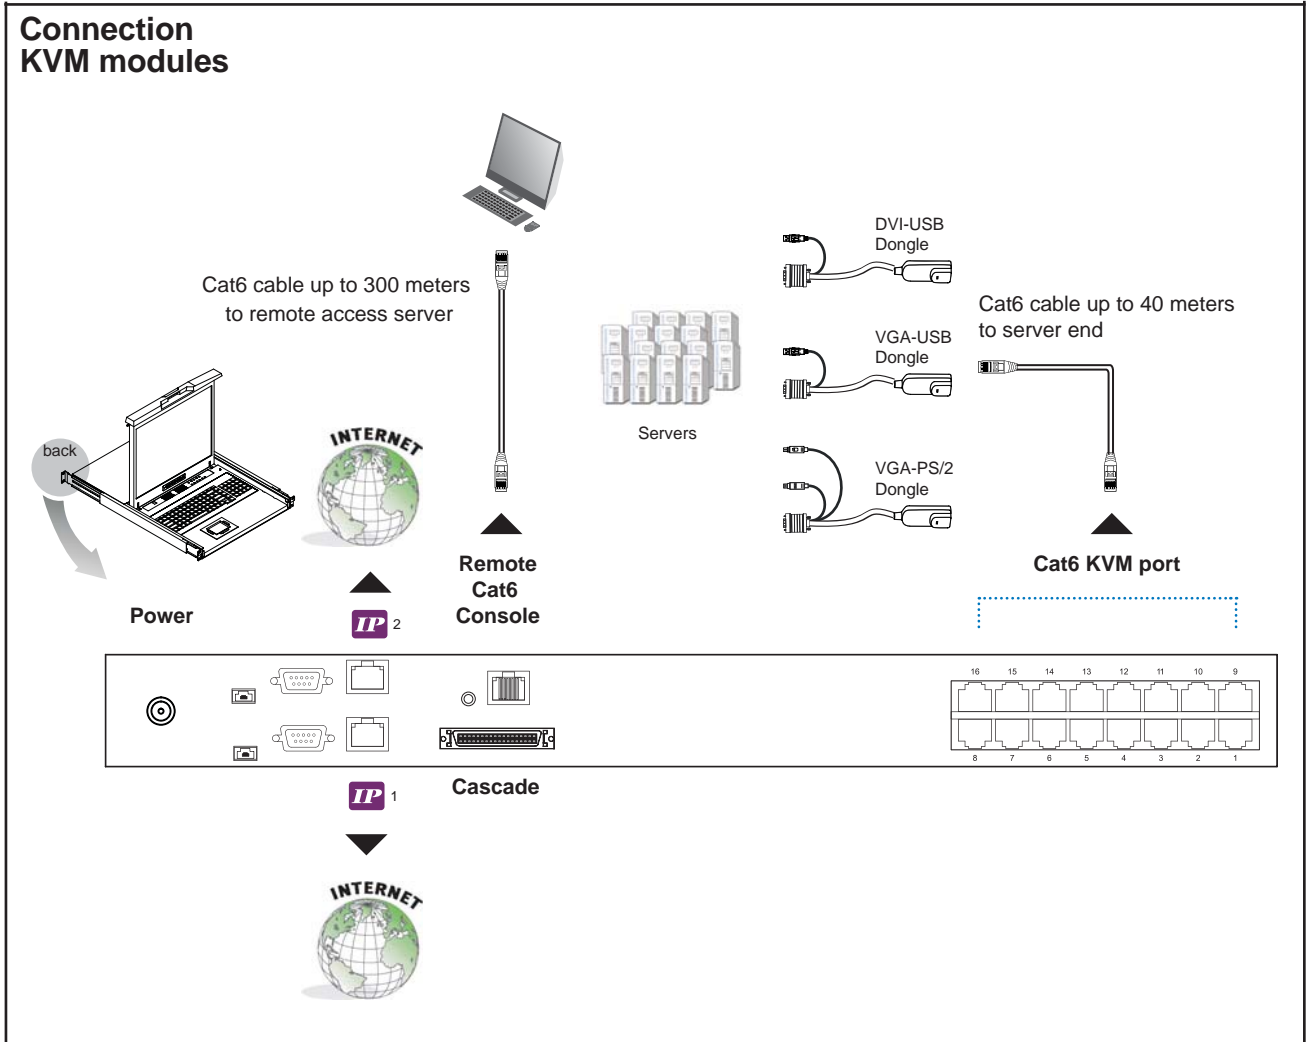 Connection
KVM modules
DVI-USB
Dongle
Cat6 cable up to 300 meters
to remote access server
Cat6 cable up to 40 meters
to server end
VGA-USB
Dongle
Servers
back
INTERNET
VGA-PS/2
Dongle
Remote
Cat6
Console
Cat6 KVM port
Power
IP 2
16 15 14 13 12 11 10 9
8 7 6 5 4 3 2 1
IP 1
Cascade
INTERNET